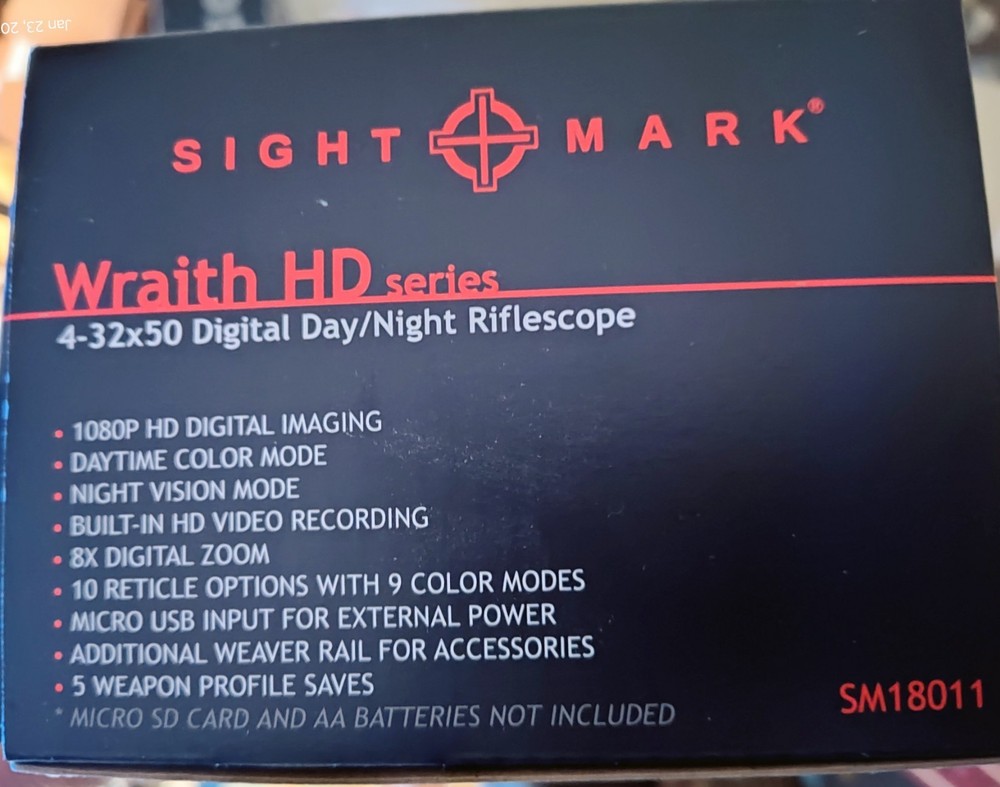 Jan 23, 20
SIGHT MARK®
Wraith HD series
4-32x50 Digital Day/Night Riflescope
• 1080P HD DIGITAL IMAGING
• DAYTIME COLOR MODE
• NIGHT VISION MODE
• BUILT-IN HD VIDEO RECORDING
• 8X DIGITAL ZOOM
• 10 RETICLE OPTIONS WITH 9 COLOR MODES
• MICRO USB INPUT FOR EXTERNAL POWER
• ADDITIONAL WEAVER RAIL FOR ACCESSORIES
• 5 WEAPON PROFILE SAVES
* MICRO SD CARD AND AA BATTERIES NOT INCLUDED
SM18011